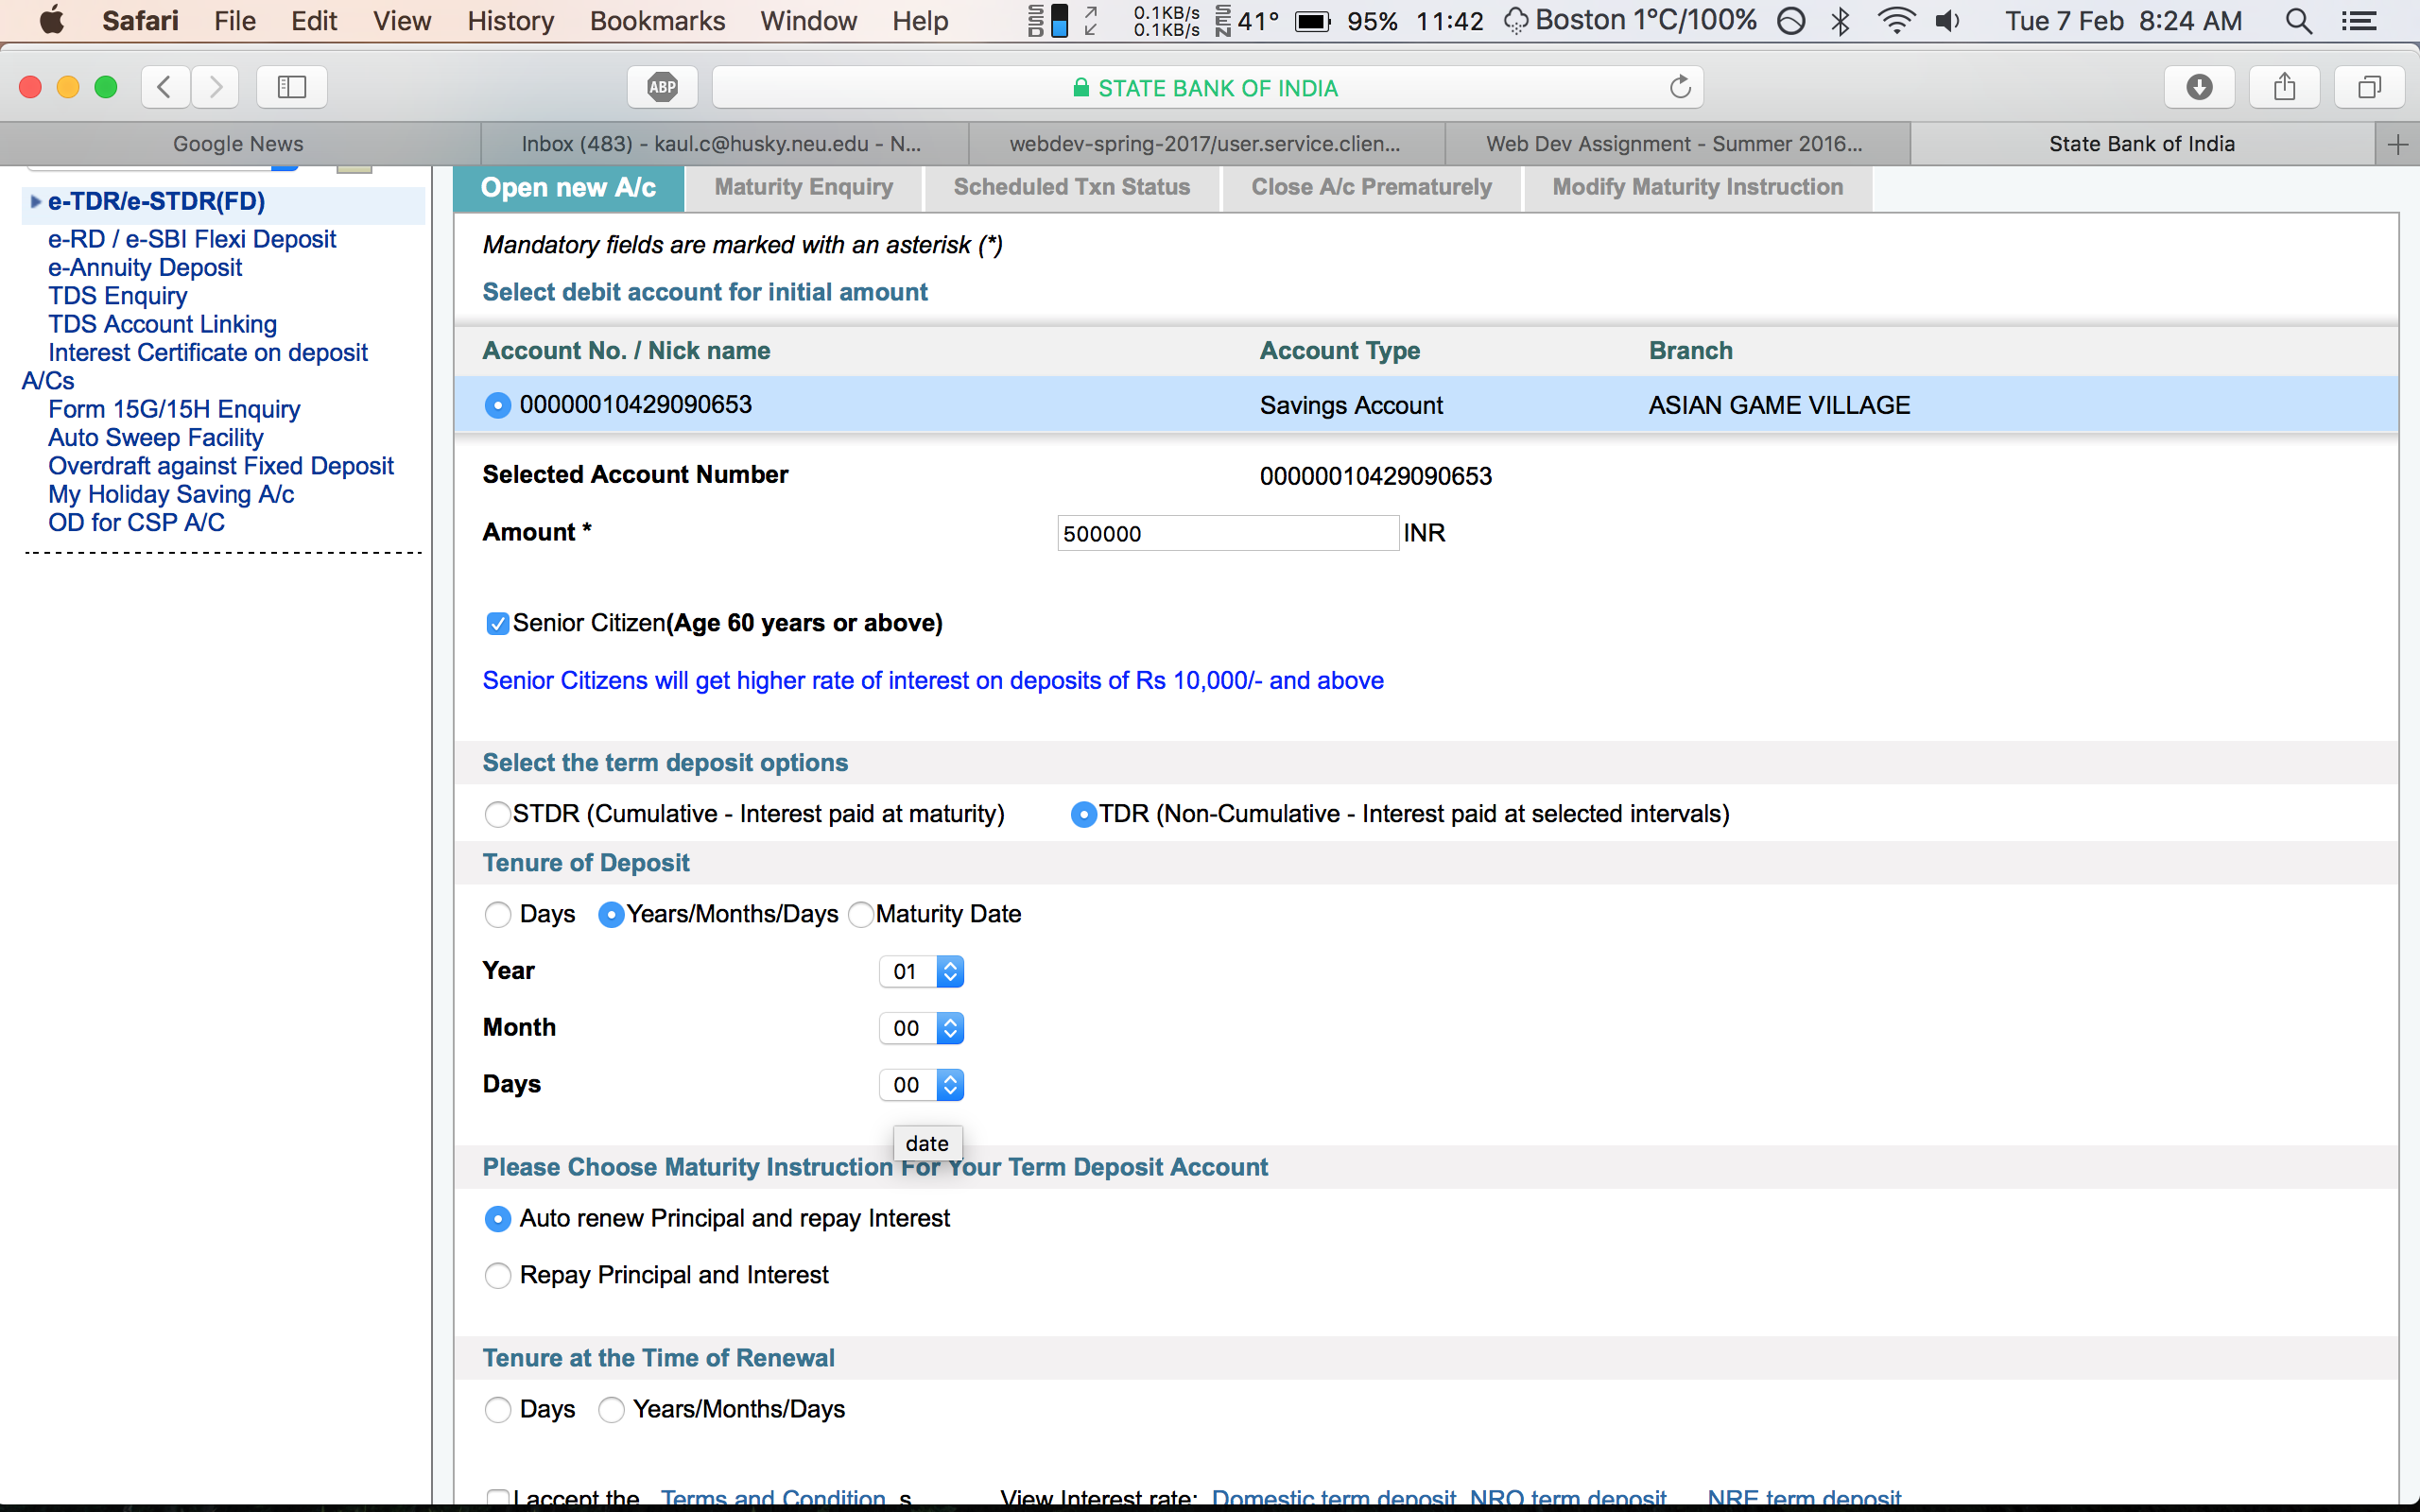 Safari File Edit View History Bookmarks Window Help SSD 0.1KB/s 0.1KB/s SEN 41° 95% 11:42 Boston 1°C/100% Tue 7 Feb 8:24 AM
ABP STATE BANK OF INDIA
Google News Inbox (483) - kaul.c@husky.neu.edu - N... webdev-spring-2017/user.service.clien... Web Dev Assignment - Summer 2016... State Bank of India
e-TDR/e-STDR(FD)
e-RD / e-SBI Flexi Deposit
e-Annuity Deposit
TDS Enquiry
TDS Account Linking
Interest Certificate on deposit
A/Cs
Form 15G/15H Enquiry
Auto Sweep Facility
Overdraft against Fixed Deposit
My Holiday Saving A/c
OD for CSP A/C
Open new A/c Maturity Enquiry Scheduled Txn Status Close A/c Prematurely Modify Maturity Instruction
Mandatory fields are marked with an asterisk (*)
Select debit account for initial amount
Account No. / Nick name Account Type Branch
00000010429090653 Savings Account ASIAN GAME VILLAGE
Selected Account Number 00000010429090653
Amount * 500000 INR
Senior Citizen(Age 60 years or above)
Senior Citizens will get higher rate of interest on deposits of Rs 10,000/- and above
Select the term deposit options
STDR (Cumulative - Interest paid at maturity) TDR (Non-Cumulative - Interest paid at selected intervals)
Tenure of Deposit
Days Years/Months/Days Maturity Date
Year 01
Month 00
Days 00
date
Please Choose Maturity Instruction For Your Term Deposit Account
Auto renew Principal and repay Interest
Repay Principal and Interest
Tenure at the Time of Renewal
Days Years/Months/Days
I accept the Terms and Condition s View Interest rate: Domestic term deposit NRO term deposit NRE term deposit